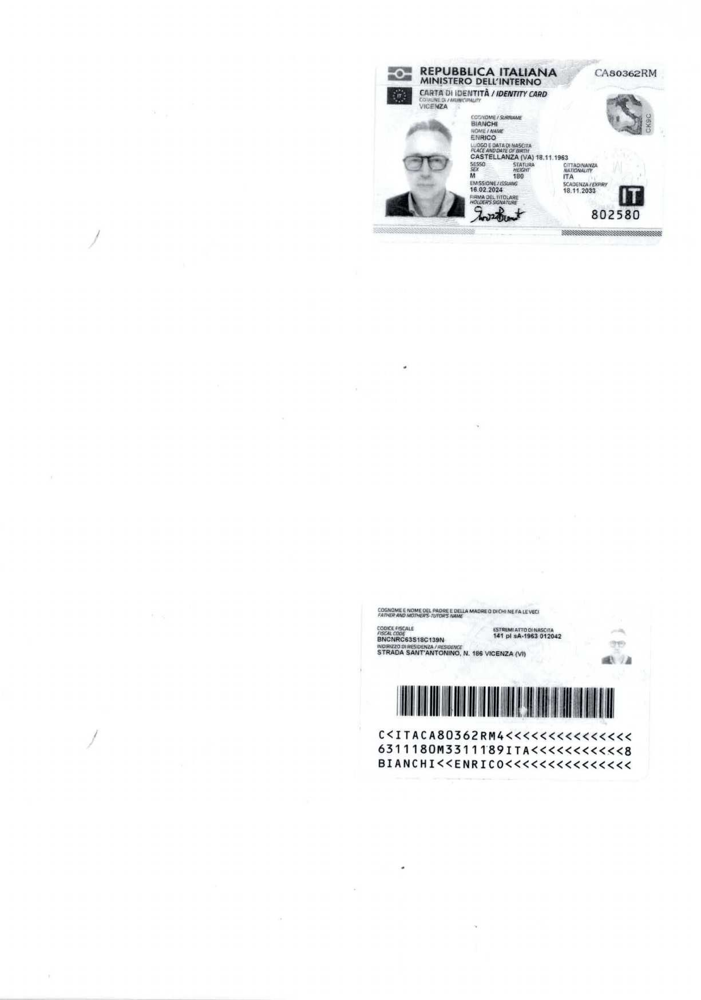 REPUBBLICA ITALIANA
MINISTERO DELL'INTERNO
CA80362RM
CARTA DI IDENTITÀ / IDENTITY CARD
COMUNE DI / MUNICIPALITY
VICENZA
CK9C
COGNOME / SURNAME
BIANCHI
NOME / NAME
ENRICO
LUOGO E DATA DI NASCITA
PLACE AND DATE OF BIRTH
CASTELLANZA (VA) 18.11.1963
SESSO STATURA CITTADINANZA
SEX HEIGHT NATIONALITY
M 180 ITA
EMISSIONE / ISSUING SCADENZA / EXPIRY
16.02.2024 18.11.2033
FIRMA DEL TITOLARE
HOLDER'S SIGNATURE
IT
802580
COGNOME E NOME DEL PADRE E DELLA MADRE O DI CHI NE FA LE VECI
FATHER AND MOTHER'S-TUTOR'S NAME
CODICE FISCALE ESTREMI ATTO DI NASCITA
FISCAL CODE 141 pI sA-1963 012042
BNCNRC63S18C139N
INDIRIZZO DI RESIDENZA / RESIDENCE
STRADA SANT'ANTONINO, N. 186 VICENZA (VI)
C<ITACA80362RM4<<<<<<<<<<<<<<<
6311180M3311189ITA<<<<<<<<<<<8
BIANCHI<<ENRICO<<<<<<<<<<<<<<<